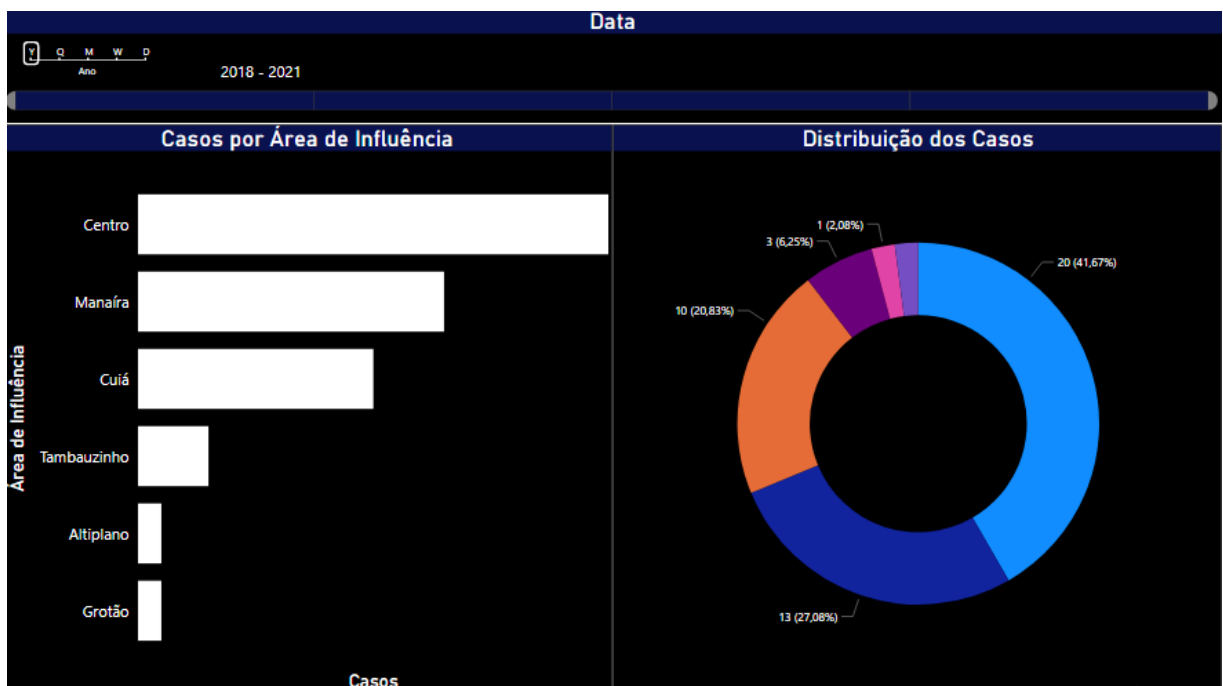 Data
Y Q M W D
Ano
2018 - 2021
Casos por Área de Influência
Área de Influência
Centro
Manaíra
Cuiá
Tambauzinho
Altiplano
Grotão
Casos
Distribuição dos Casos
1 (2,08%)
3 (6,25%)
20 (41,67%)
10 (20,83%)
13 (27,08%)